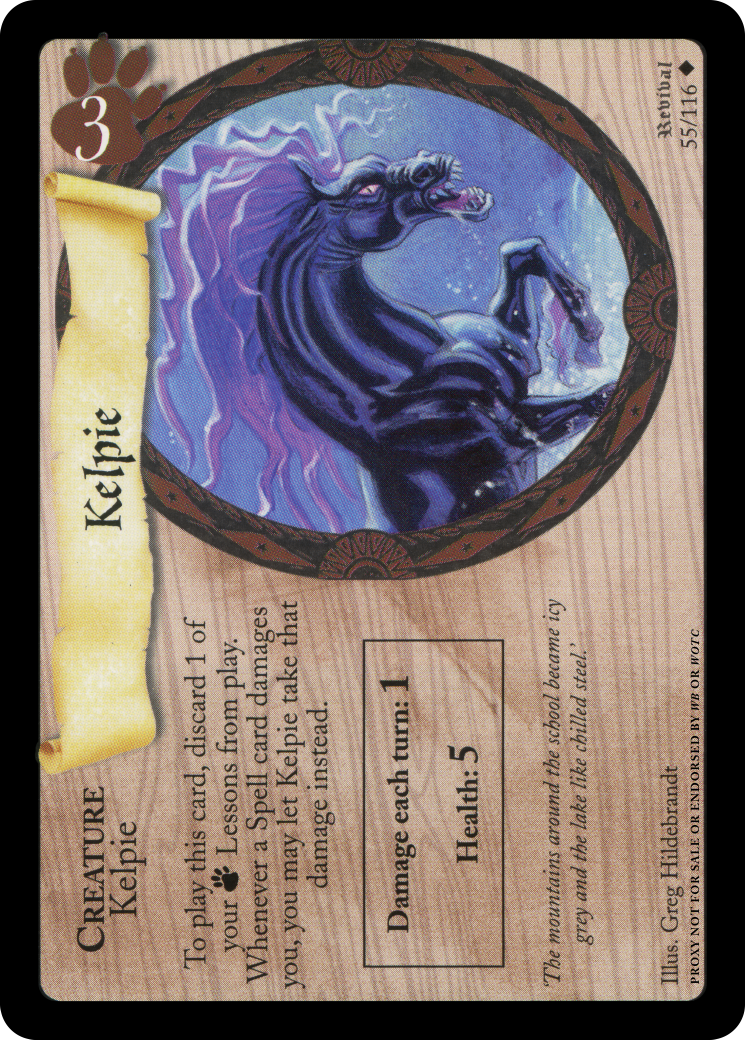 CREATURE
Kelpie
Kelpie
3
To play this card, discard 1 of
your Lessons from play.
Whenever a Spell card damages
you, you may let Kelpie take that
damage instead.
Damage each turn: 1
Health: 5
'The mountains around the school became icy
grey and the lake like chilled steel.'
Illus. Greg Hildebrandt
PROXY NOT FOR SALE OR ENDORSED BY WB OR WOTC
Revival
55/116 ◆